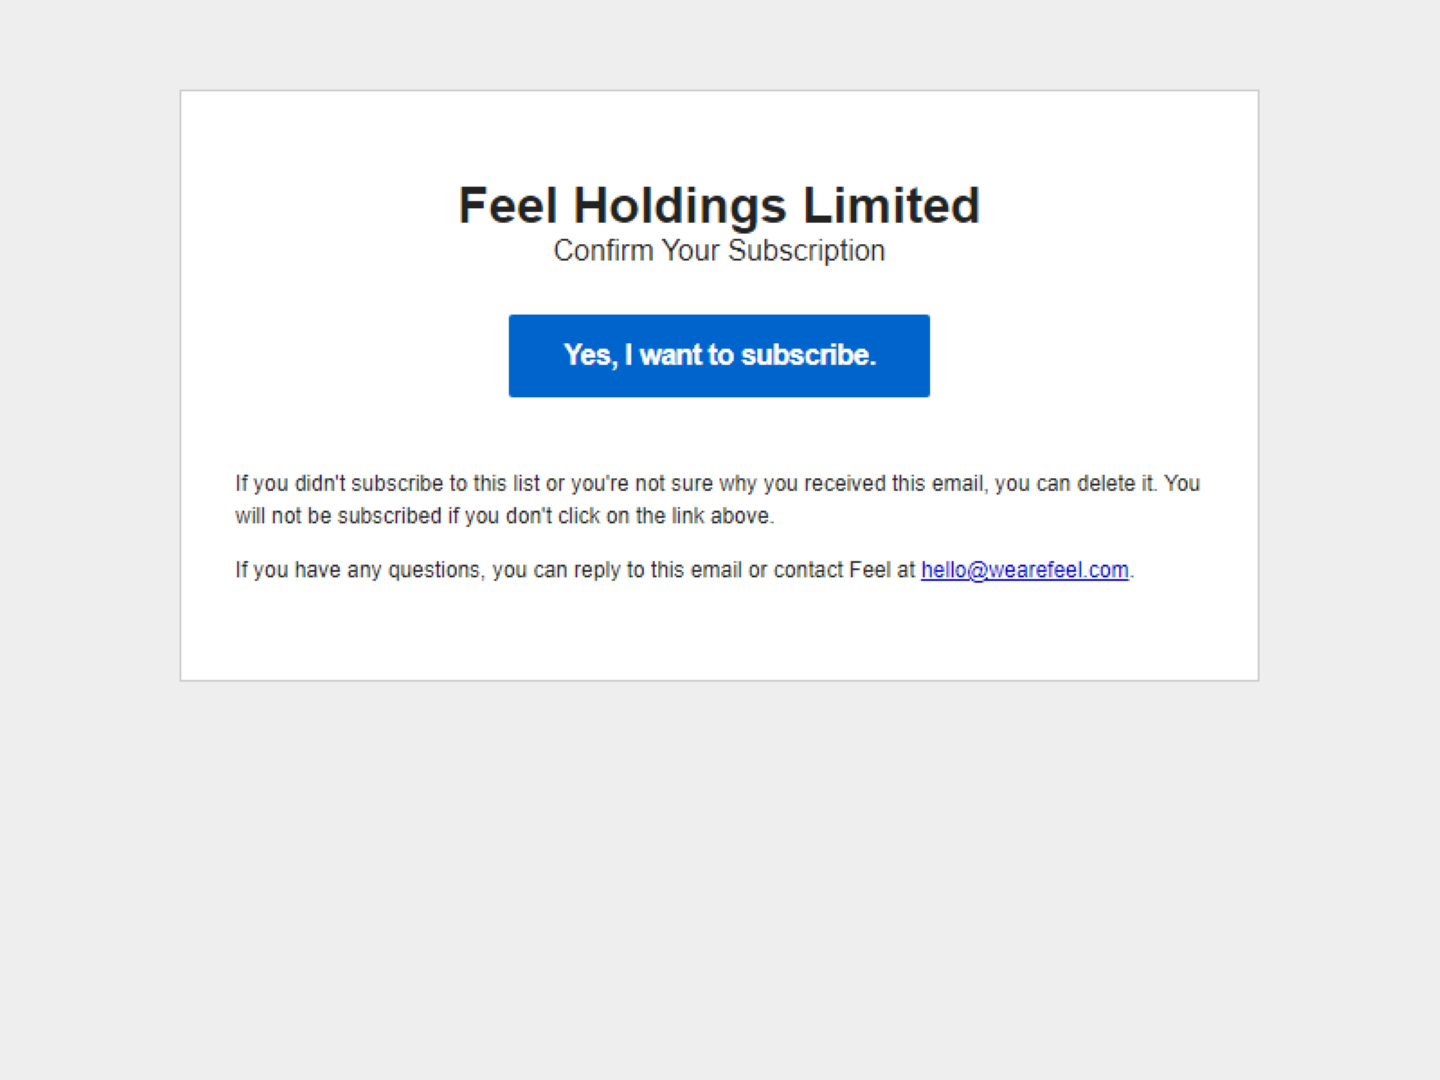 Feel Holdings Limited
Confirm Your Subscription
Yes, I want to subscribe.
If you didn't subscribe to this list or you're not sure why you received this email, you can delete it. You
will not be subscribed if you don't click on the link above.
If you have any questions, you can reply to this email or contact Feel at hello@wearefeel.com.